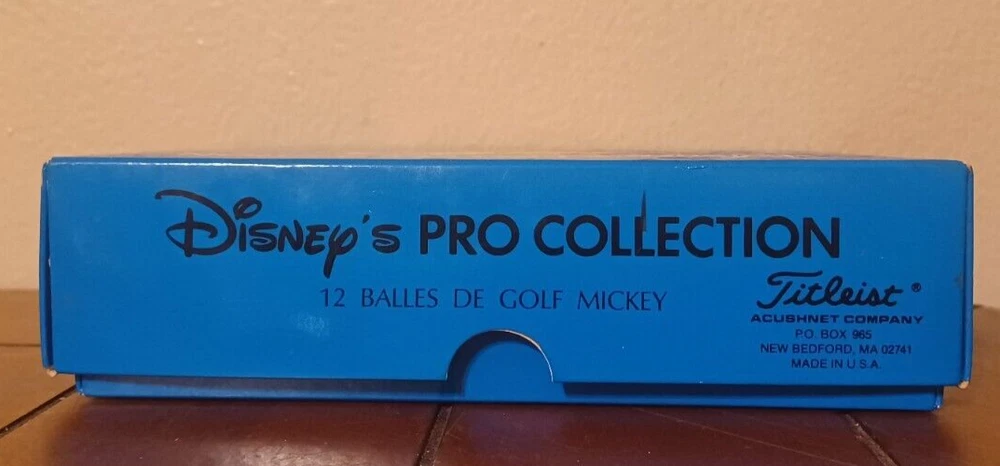 Disney's PRO COLLECTION
12 BALLES DE GOLF MICKEY
Titleist ®
ACUSHNET COMPANY
P.O. BOX 965
NEW BEDFORD, MA 02741
MADE IN U.S.A.